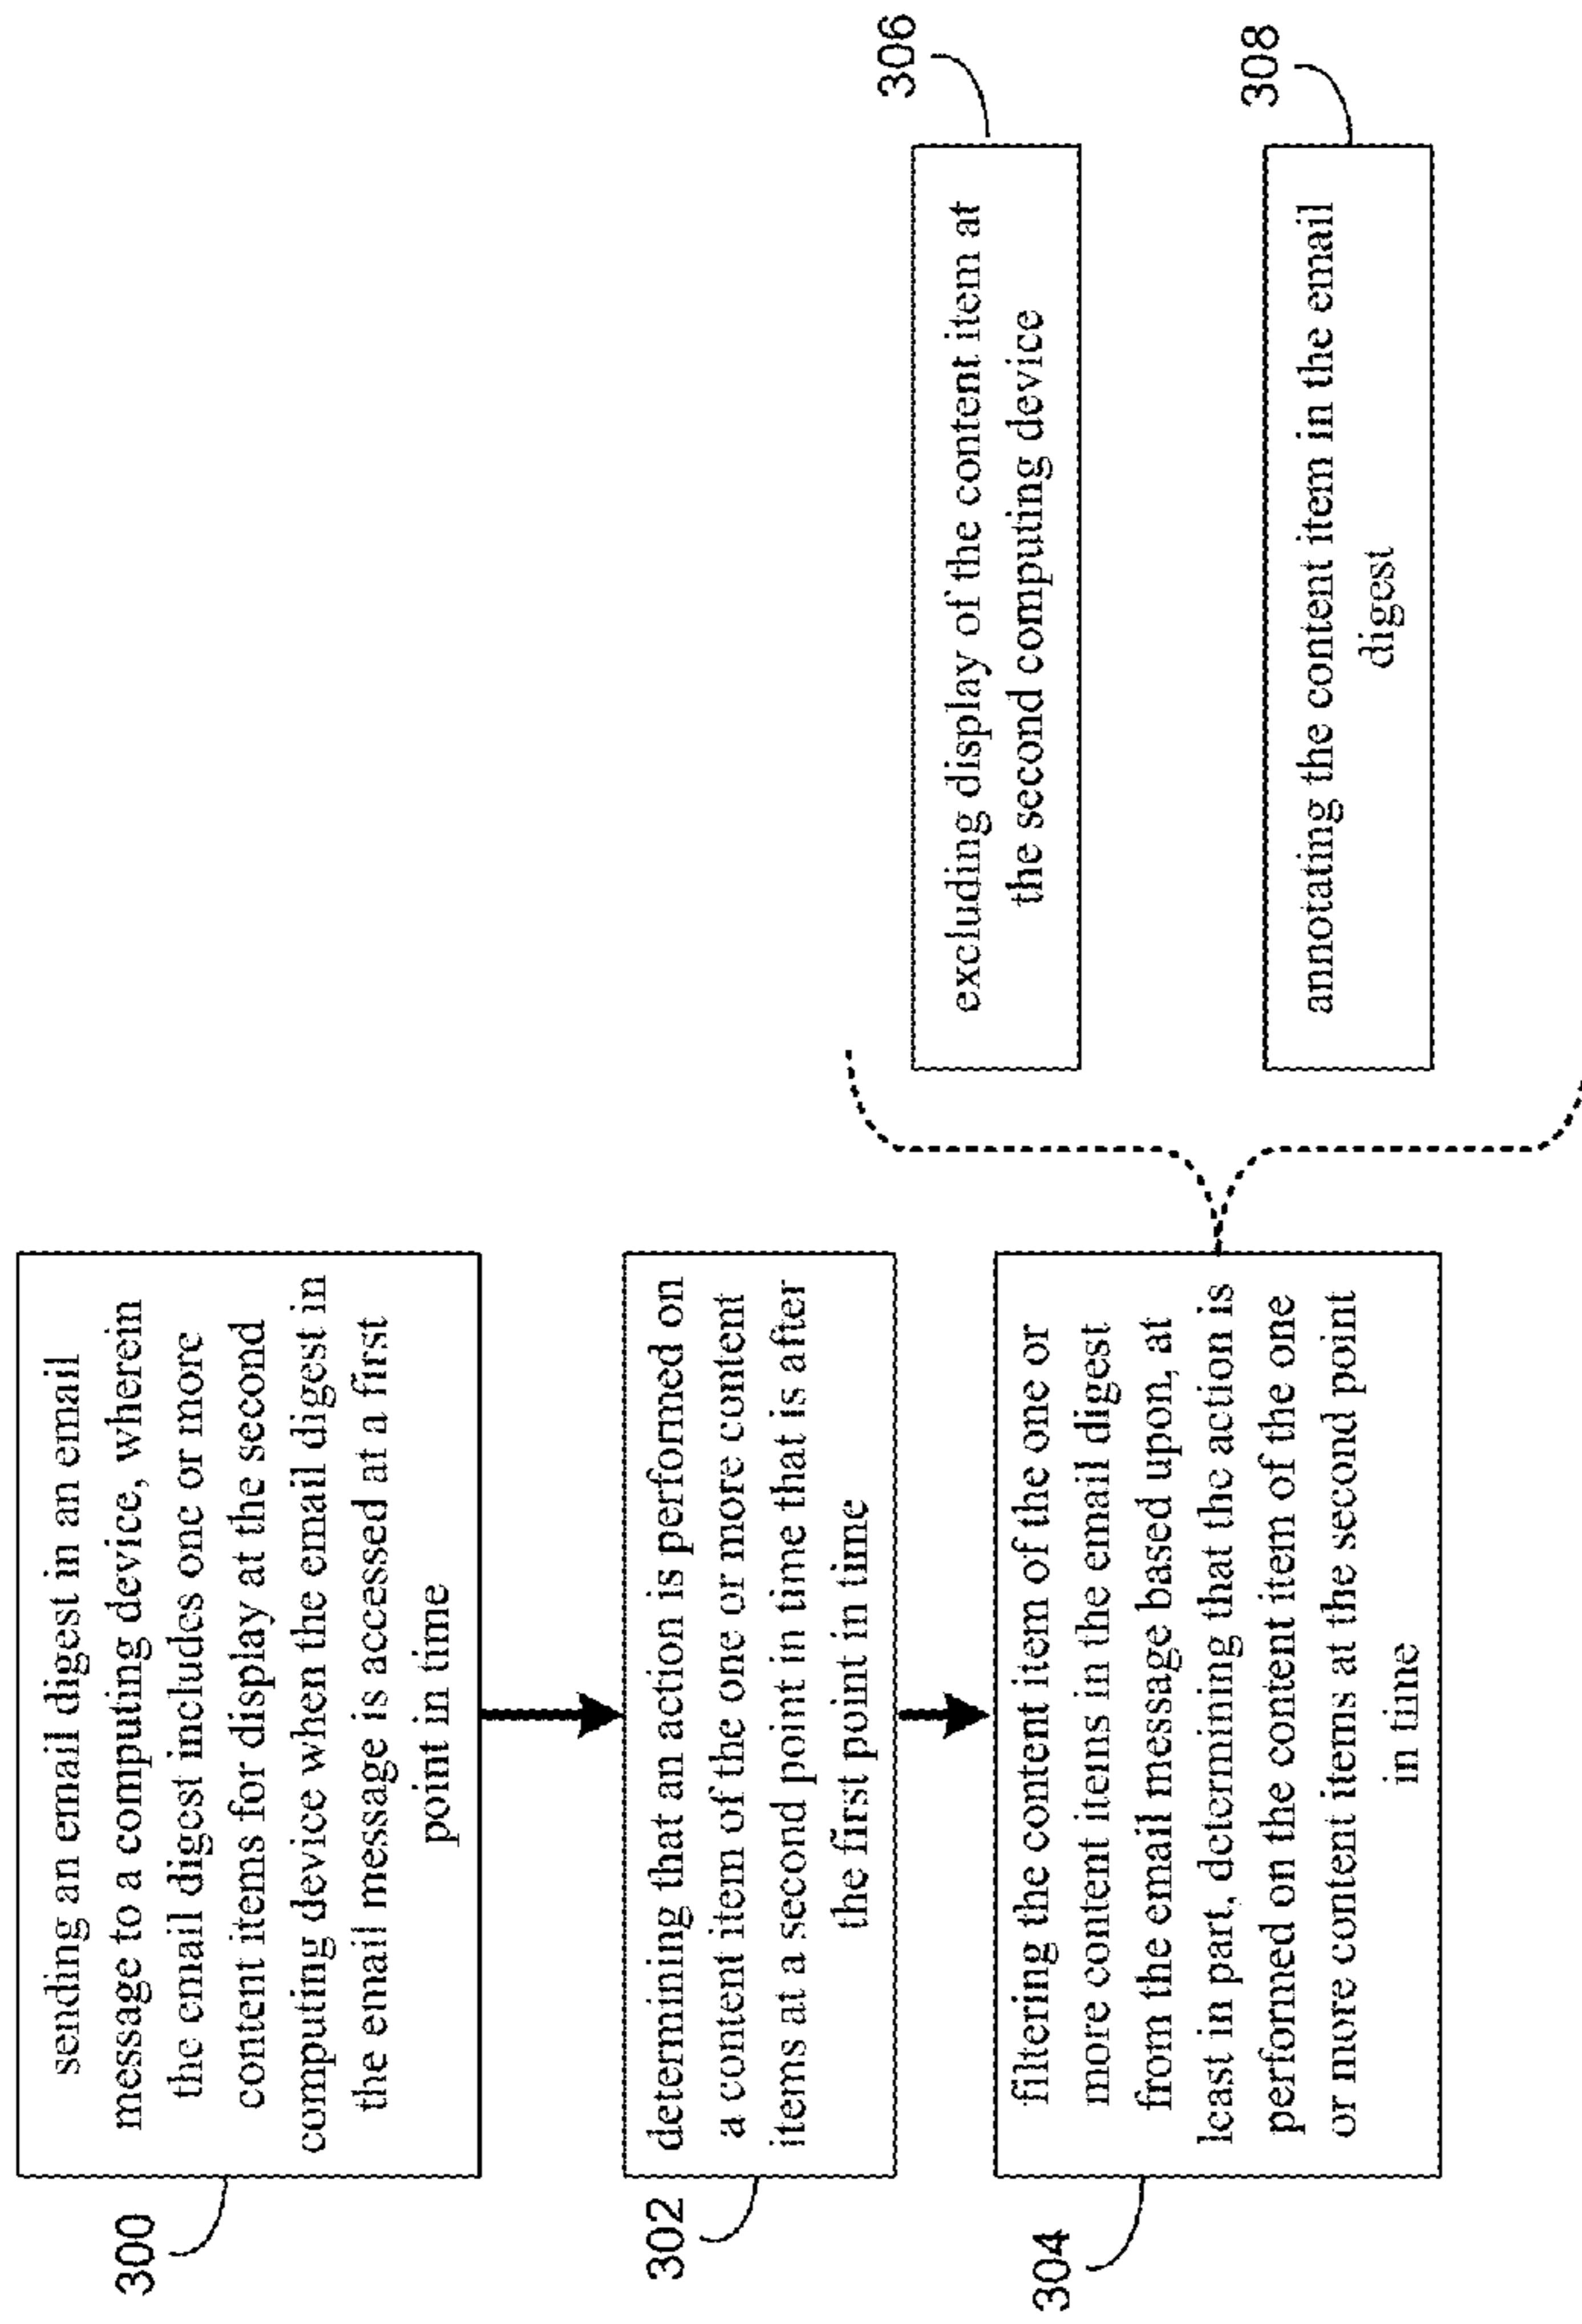 300
sending an email digest in an email
message to a computing device, wherein
the email digest includes one or more
content items for display at the second
computing device when the email digest in
the email message is accessed at a first
point in time
302
determining that an action is performed on
a content item of the one or more content
items at a second point in time that is after
the first point in time
304
filtering the content item of the one or
more content items in the email digest
from the email message based upon, at
least in part, determining that the action is
performed on the content item of the one
or more content items at the second point
in time
306
excluding display of the content item at
the second computing device
308
annotating the content item in the email
digest